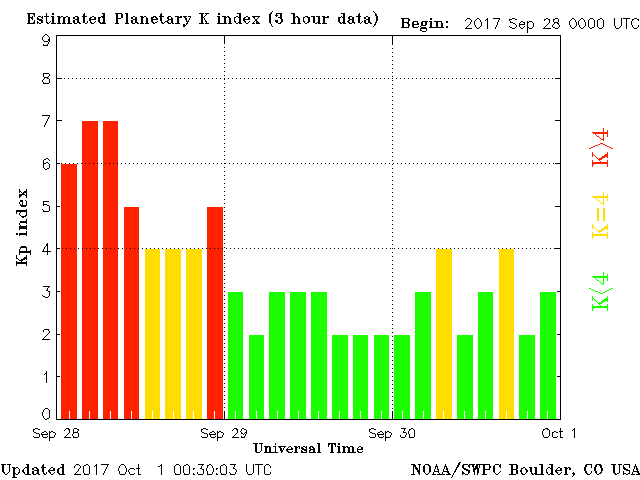 Estimated Planetary K index (3 hour data)
Begin: 2017 Sep 28 0000 UTC
9
8
7
6
5
4
3
2
1
0
Kp index
K>4
K=4
K<4
Sep 28
Sep 29
Sep 30
Oct 1
Universal Time
Updated 2017 Oct 1 00:30:03 UTC
NOAA/SWPC Boulder, CO USA